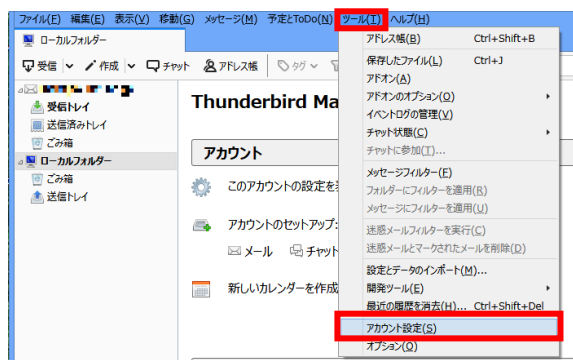 ファイル(F) 編集(E) 表示(V) 移動(G) メッセージ(M) 予定とToDo(N) ツール(T) ヘルプ(H)
ローカルフォルダー
受信 作成 チャット アドレス帳 タグ
受信トレイ
送信済みトレイ
ごみ箱
ローカルフォルダー
ごみ箱
送信トレイ
Thunderbird Ma
アカウント
このアカウントの設定を
アカウントのセットアップ:
メール チャット
新しいカレンダーを作成
アドレス帳(B) Ctrl+Shift+B
保存したファイル(L) Ctrl+J
アドオン(A)
アドオンのオプション(O)
イベントログの管理(V)
チャット状態(C)
チャットに参加(I)...
メッセージフィルター(F)
フォルダーにフィルターを適用(R)
メッセージにフィルターを適用(U)
迷惑メールフィルターを実行(C)
迷惑メールとマークされたメールを削除(D)
設定とデータのインポート(M)...
開発ツール(E)
最近の履歴を消去(H)... Ctrl+Shift+Del
アカウント設定(S)
オプション(O)